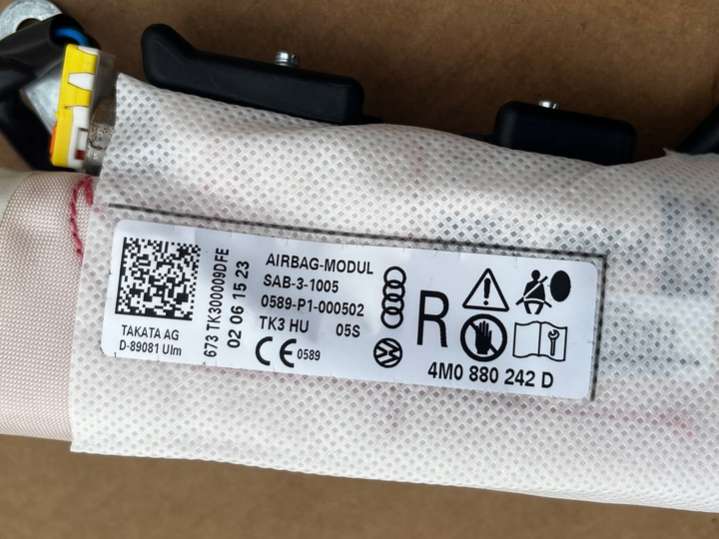 TAKATA AG
D-89081 Ulm
673 TK300009DFE
02 06 15 23
AIRBAG-MODUL
SAB-3-1005
0589-P1-000502
TK3 HU 05S
CE 0589
R
4M0 880 242 D